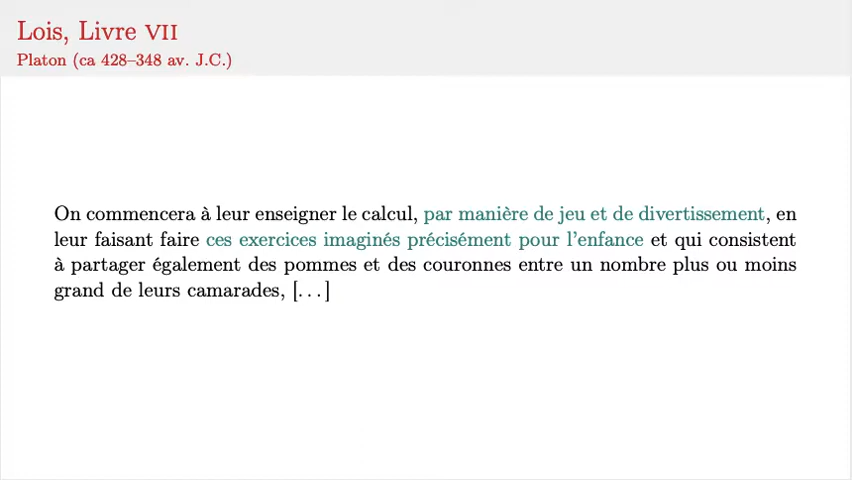 Lois, Livre VII
Platon (ca 428–348 av. J.C.)
On commencera à leur enseigner le calcul, par manière de jeu et de divertissement, en
leur faisant faire ces exercices imaginés précisément pour l'enfance et qui consistent
à partager également des pommes et des couronnes entre un nombre plus ou moins
grand de leurs camarades, [...]